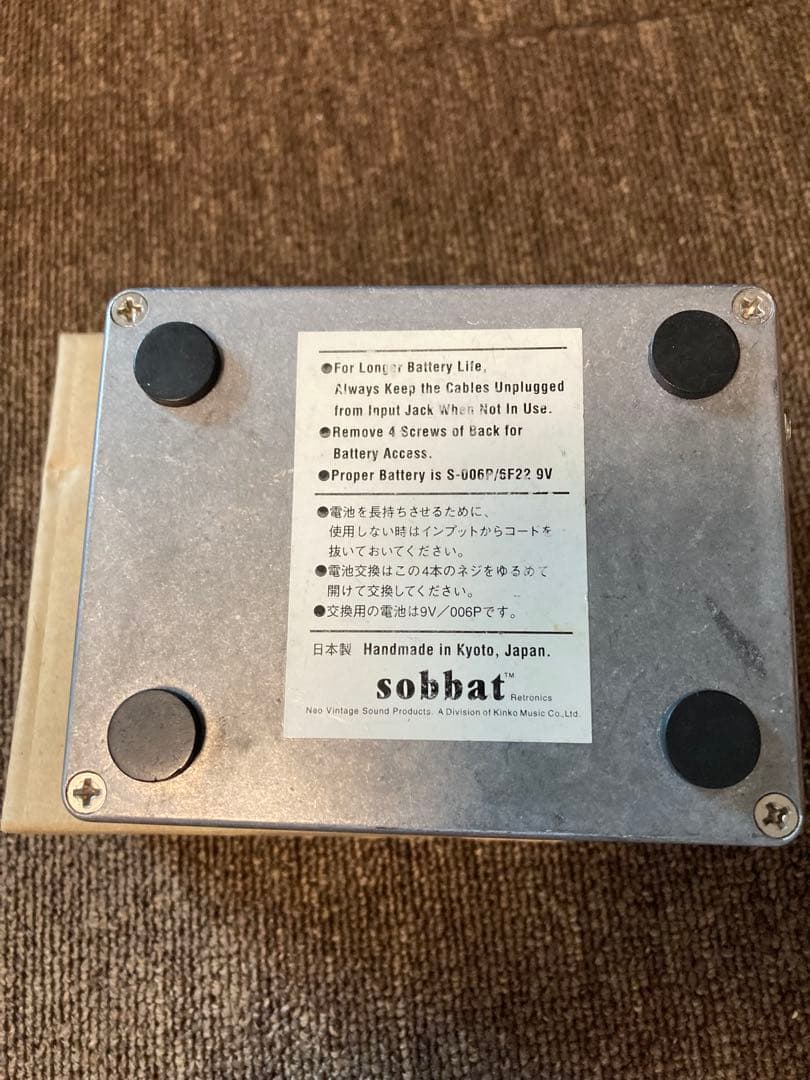 ●For Longer Battery Life,
Always Keep the Cables Unplugged
from Input Jack When Not In Use.
●Remove 4 Screws of Back for
Battery Access.
●Proper Battery is S-006P/6F22 9V
●電池を長持ちさせるために、
使用しない時はインプットからコードを
抜いておいてください。
●電池交換はこの4本のネジをゆるめて
開けて交換してください。
●交換用の電池は9V／006Pです。
日本製 Handmade in Kyoto, Japan.
sobbat™ Retronics
Neo Vintage Sound Products. A Division of Kinko Music Co.,Ltd.